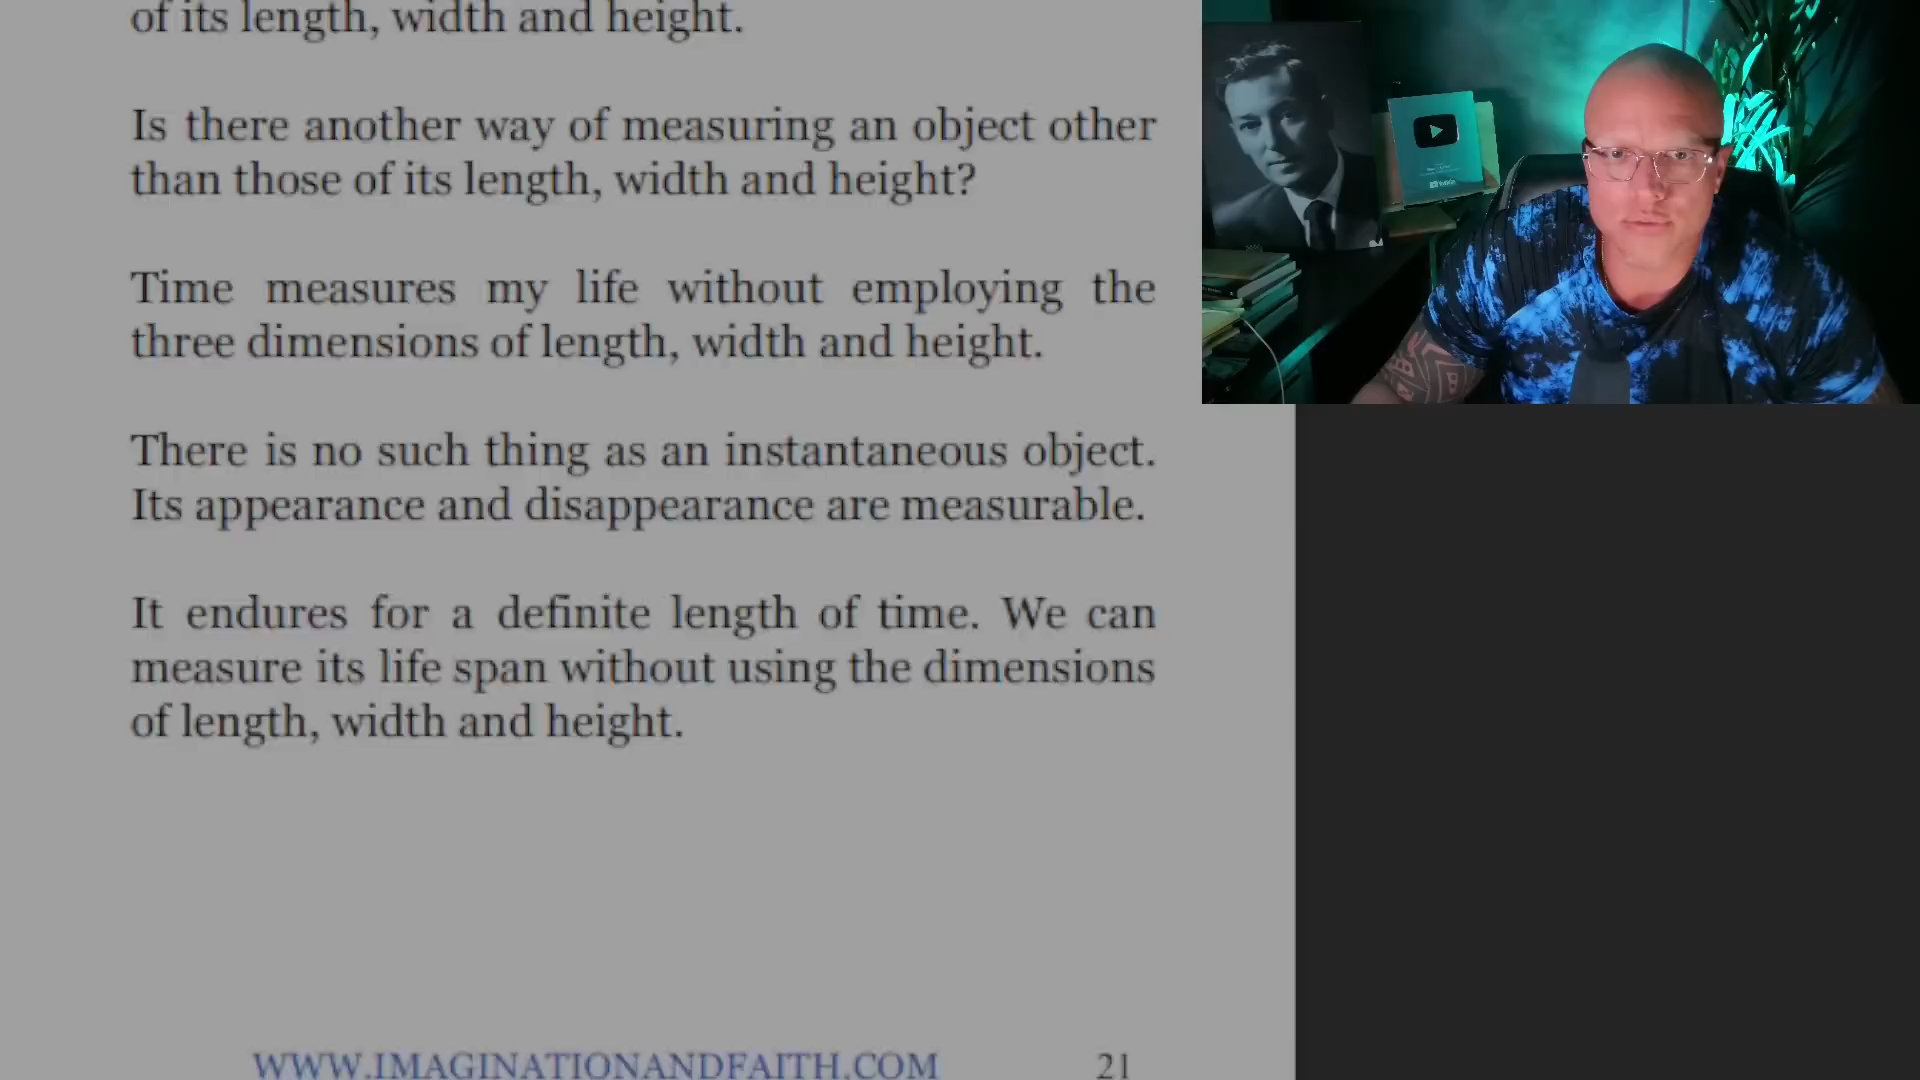 of its length, width and height.
Is there another way of measuring an object other
than those of its length, width and height?
Time measures my life without employing the
three dimensions of length, width and height.
There is no such thing as an instantaneous object.
Its appearance and disappearance are measurable.
It endures for a definite length of time. We can
measure its life span without using the dimensions
of length, width and height.
WWW.IMAGINATIONANDFAITH.COM 21